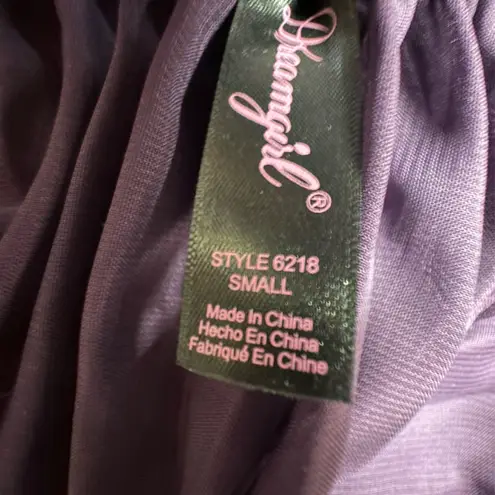 Dreamgirl®
STYLE 6218
SMALL
Made In China
Hecho En China
Fabriqué En Chine